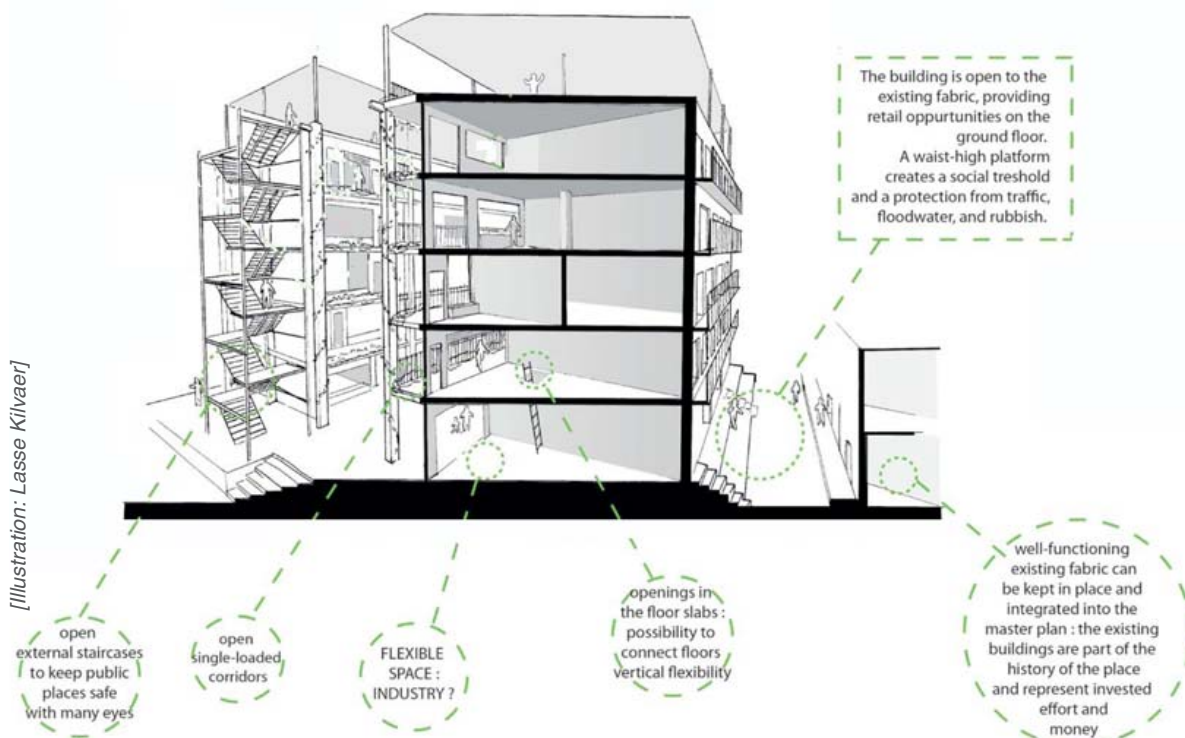 The building is open to the
existing fabric, providing
retail oppurtunities on the
ground floor.
A waist-high platform
creates a social treshold
and a protection from traffic,
floodwater, and rubbish.
[Illustration: Lasse Kilvaer]
open
external staircases
to keep public
places safe
with many eyes
open
single-loaded
corridors
FLEXIBLE
SPACE :
INDUSTRY ?
openings in
the floor slabs :
possibility to
connect floors
vertical flexibility
well-functioning
existing fabric can
be kept in place and
integrated into the
master plan : the existing
buildings are part of the
history of the place
and represent invested
effort and
money